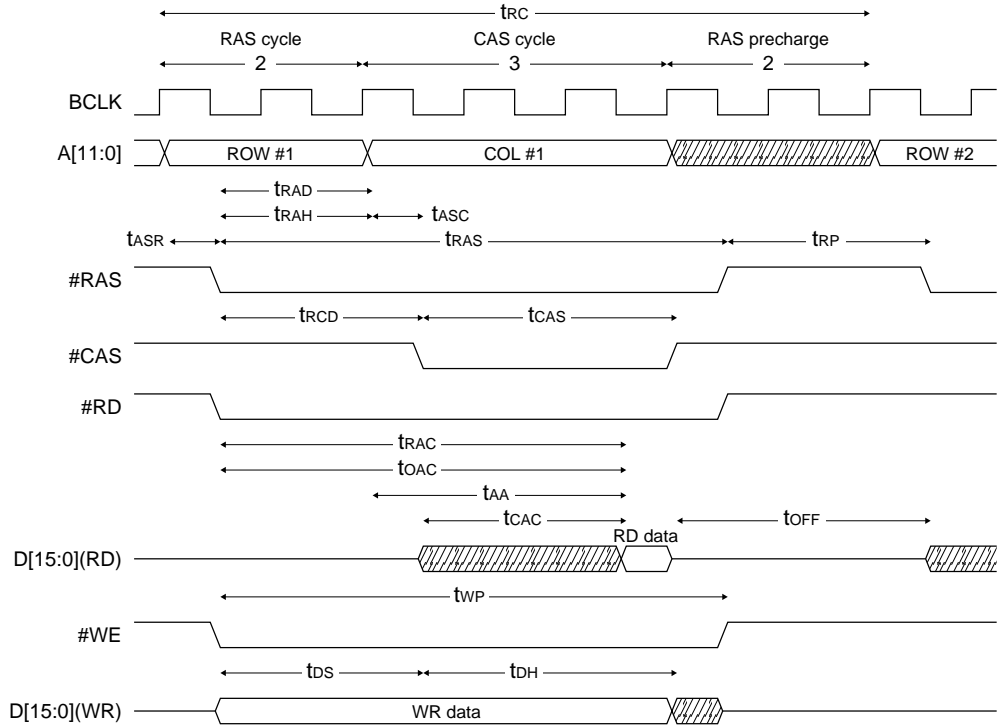 tRC
RAS cycle CAS cycle RAS precharge
2 3 2
BCLK
A[11:0] ROW #1 COL #1 ROW #2
tRAD
tRAH tASC
tASR tRAS tRP
#RAS
tRCD tCAS
#CAS
#RD
tRAC
tOAC
tAA
tCAC tOFF
RD data
D[15:0](RD)
tWP
#WE
tDS tDH
D[15:0](WR) WR data